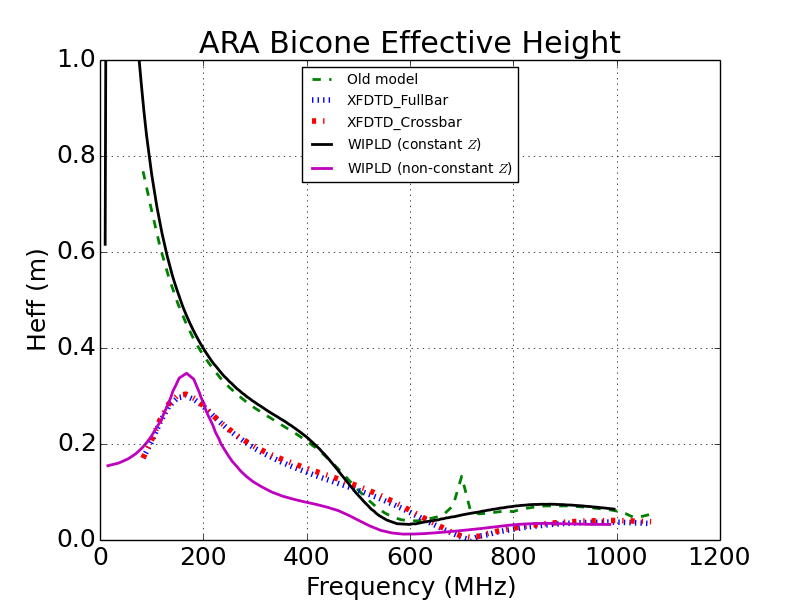 ARA Bicone Effective Height
Old model
XFDTD_FullBar
XFDTD_Crossbar
WIPLD (constant Z)
WIPLD (non-constant Z)
1.0
0.8
0.6
0.4
0.2
0.0
Heff (m)
0 200 400 600 800 1000 1200
Frequency (MHz)